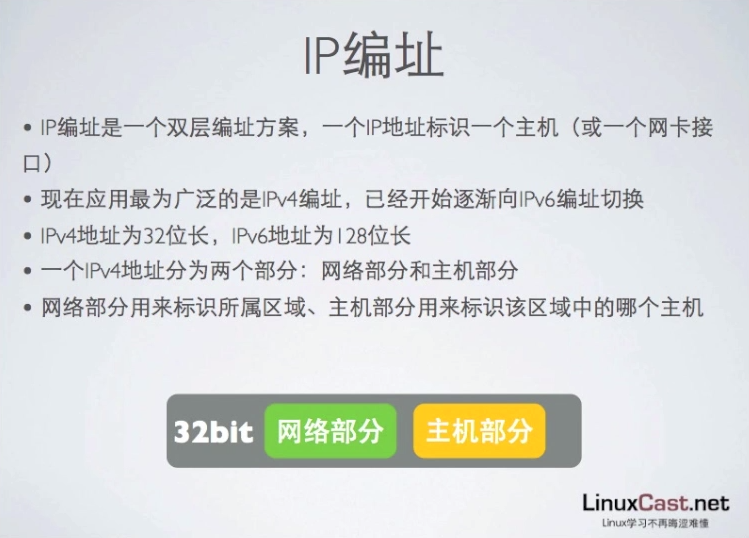 IP编址
• IP编址是一个双层编址方案，一个IP地址标识一个主机（或一个网卡接
口）
• 现在应用最为广泛的是IPv4编址，已经开始逐渐向IPv6编址切换
• IPv4地址为32位长，IPv6地址为128位长
• 一个IPv4地址分为两个部分：网络部分和主机部分
• 网络部分用来标识所属区域、主机部分用来标识该区域中的哪个主机
32bit 网络部分 主机部分
LinuxCast.net
Linux学习不再晦涩难懂